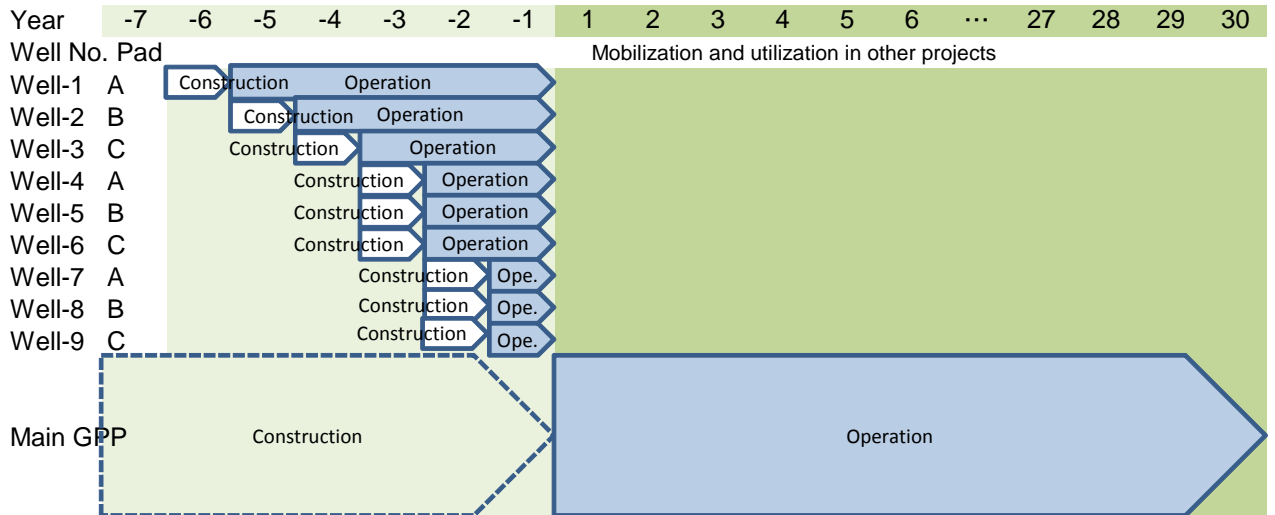 Year -7 -6 -5 -4 -3 -2 -1 1 2 3 4 5 6 ⋯ 27 28 29 30
Well No. Pad Mobilization and utilization in other projects
Well-1 A Construction Operation
Well-2 B Construction Operation
Well-3 C Construction Operation
Well-4 A Construction Operation
Well-5 B Construction Operation
Well-6 C Construction Operation
Well-7 A Construction Ope.
Well-8 B Construction Ope.
Well-9 C Construction Ope.
Main GPP Construction Operation